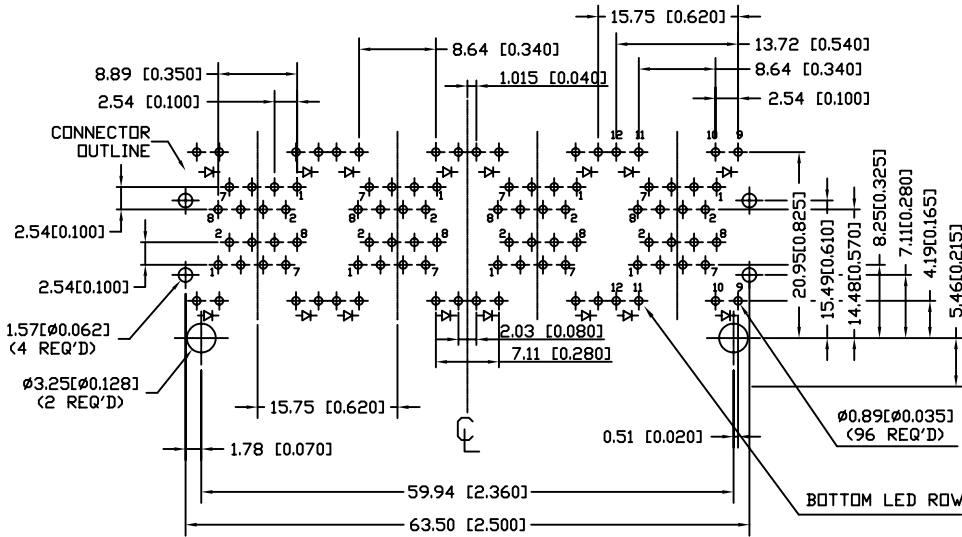 15.75 [0.620]
8.64 [0.340]
13.72 [0.540]
8.89 [0.350]
1.015 [0.040]
8.64 [0.340]
2.54 [0.100]
2.54 [0.100]
CONNECTOR
OUTLINE
12 11 10 9
7 1 7 1 7 1 7 1
8 2 8 2 8 2 8 2
2.54[0.100]
2 8 2 8 2 8 2 8
1 7 1 7 1 7 1 7
2.54[0.100]
12 11 10 9
20.95[0.825]
15.49[0.610]
14.48[0.570]
8.25[0.325]
7.11[0.280]
4.19[0.165]
5.46[0.215]
1.57[ø0.062]
(4 REQ'D)
2.03 [0.080]
7.11 [0.280]
ø3.25[ø0.128]
(2 REQ'D)
15.75 [0.620]
CL
ø0.89[ø0.035]
(96 REQ'D)
0.51 [0.020]
1.78 [0.070]
59.94 [2.360]
BOTTOM LED ROW
63.50 [2.500]